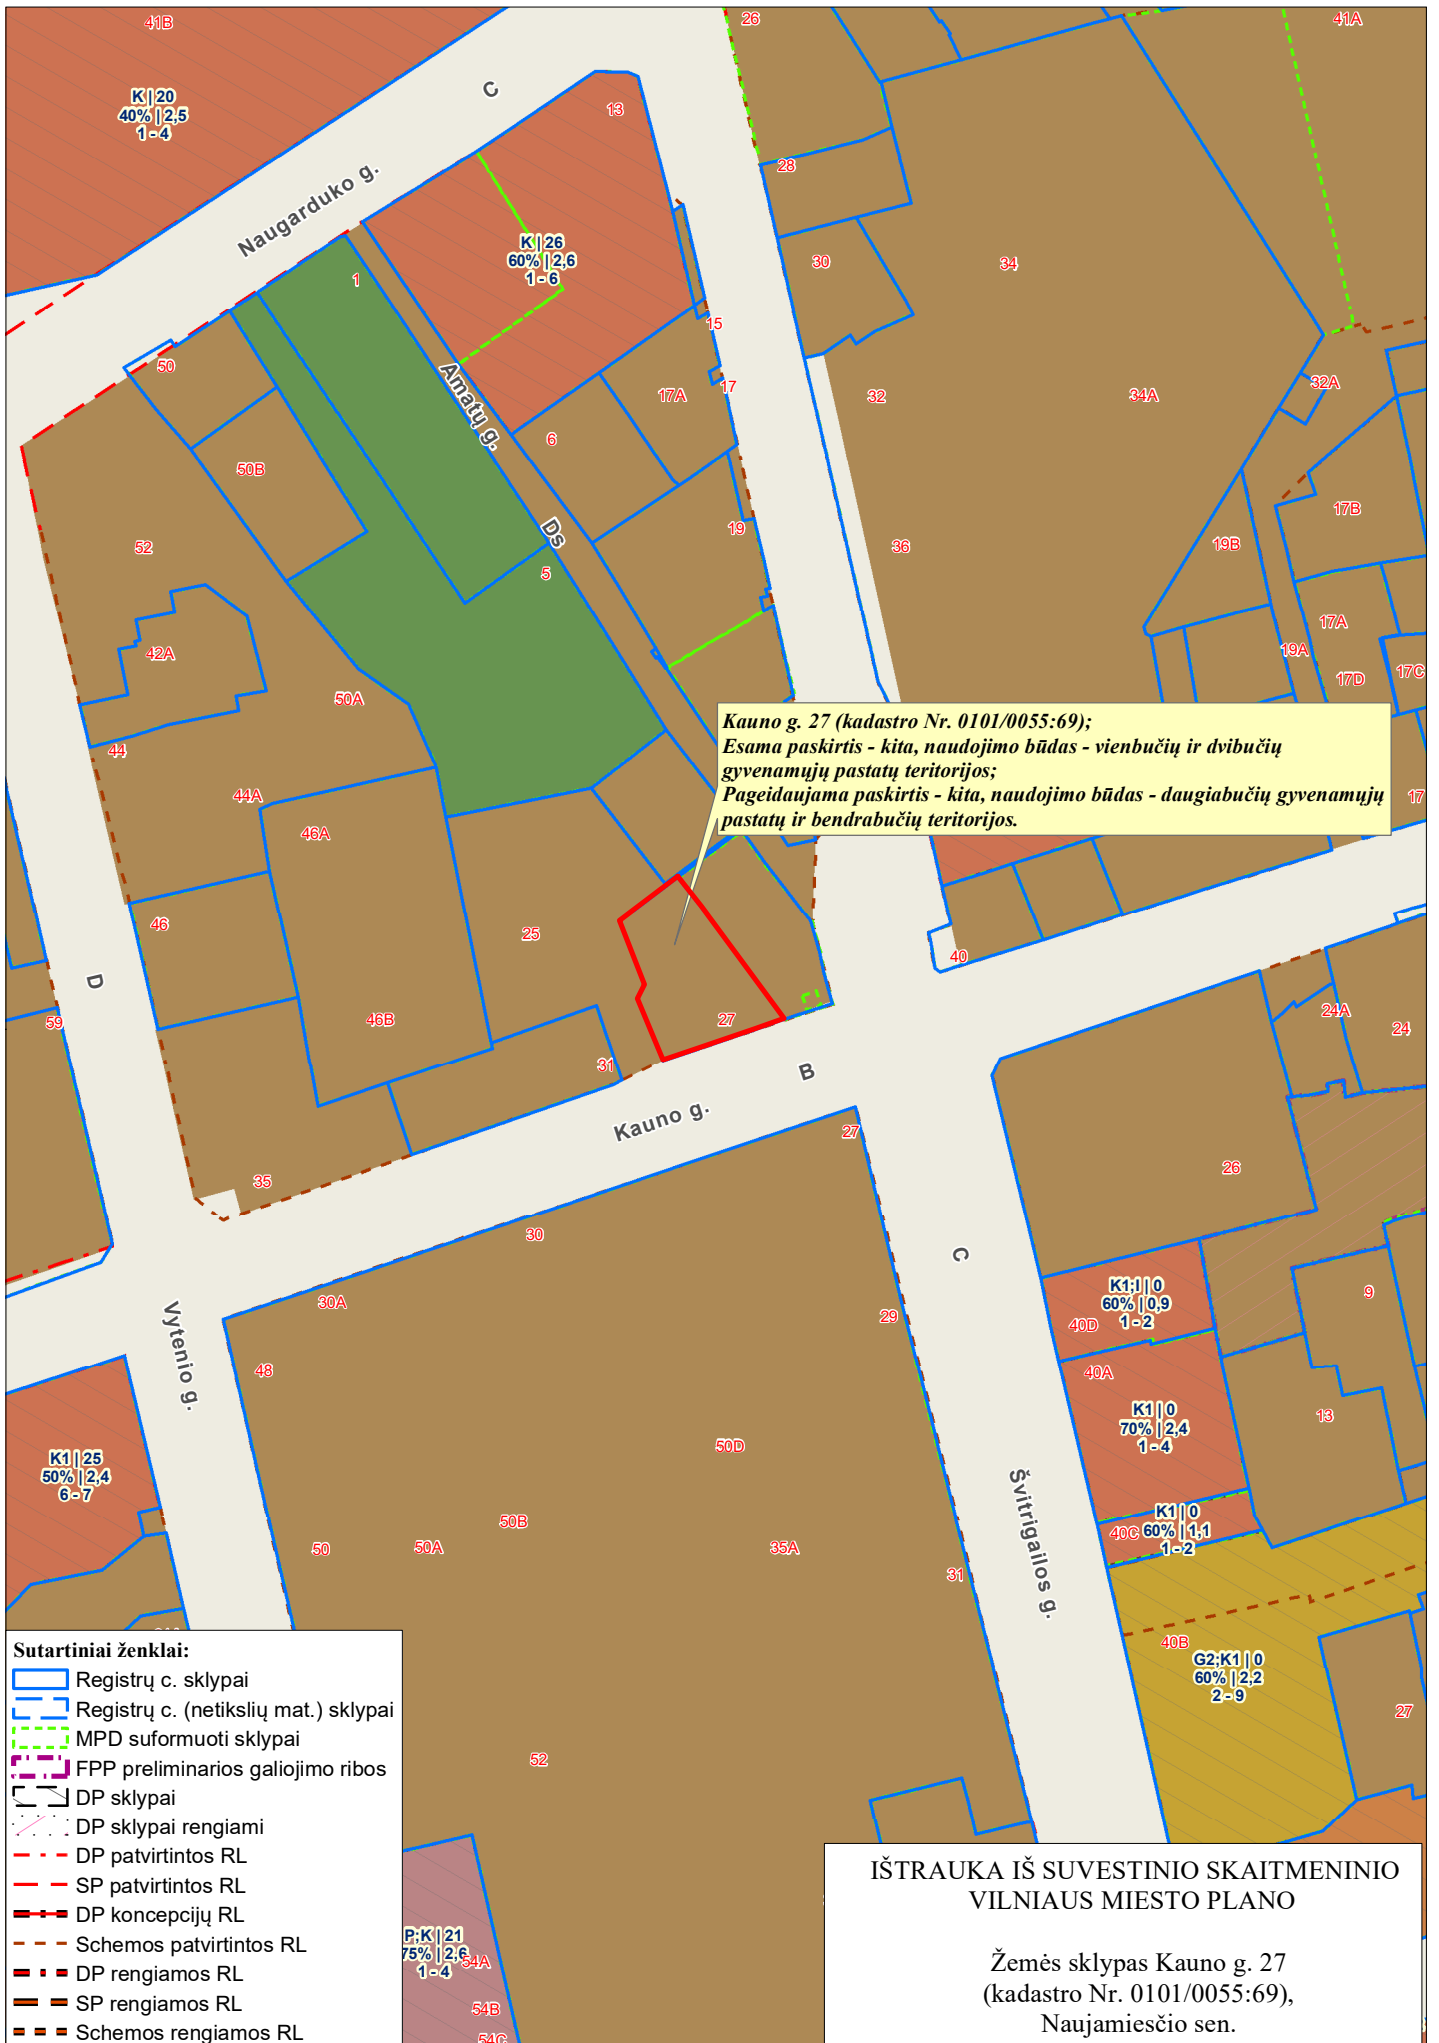 41B
26
41A
K | 20
40% | 2,5
1 - 4
C
13
Naugarduko g.
28
K | 26
60% | 2,6
1 - 6
30
34
1
15
50
17
17A
32
34A
32A
Amatų g.
6
50B
17B
52
19
Ds
36
19B
5
17A
42A
19A
17D
17C
50A
44
44A
46A
17
Kauno g. 27 (kadastro Nr. 0101/0055:69);
Esama paskirtis - kita, naudojimo būdas - vienbučių ir dvibučių
gyvenamųjų pastatų teritorijos;
Pageidaujama paskirtis - kita, naudojimo būdas - daugiabučių gyvenamųjų
pastatų ir bendrabučių teritorijos.
46
25
40
D
59
46B
27
24A
24
31
B
Kauno g.
27
26
35
30
C
30A
K1;I | 0
60% | 0,9
1 - 2
9
29
40D
Vytenio g.
48
40A
K1 | 0
70% | 2,4
1 - 4
13
K1 | 25
50% | 2,4
6 - 7
50D
50B
50
50A
35A
31
Švitrigailos g.
K1 | 0
40C
60% | 1,1
1 - 2
40B
G2;K1 | 0
60% | 2,2
2 - 9
27
52
P;K | 21
75% | 2,6
1 - 4
54A
54B
54C
Sutartiniai ženklai:
Registrų c. sklypai
Registrų c. (netikslių mat.) sklypai
MPD suformuoti sklypai
FPP preliminarios galiojimo ribos
DP sklypai
DP sklypai rengiami
DP patvirtintos RL
SP patvirtintos RL
DP koncepcijų RL
Schemos patvirtintos RL
DP rengiamos RL
SP rengiamos RL
Schemos rengiamos RL
IŠTRAUKA IŠ SUVESTINIO SKAITMENINIO
VILNIAUS MIESTO PLANO
Žemės sklypas Kauno g. 27
(kadastro Nr. 0101/0055:69),
Naujamiesčio sen.